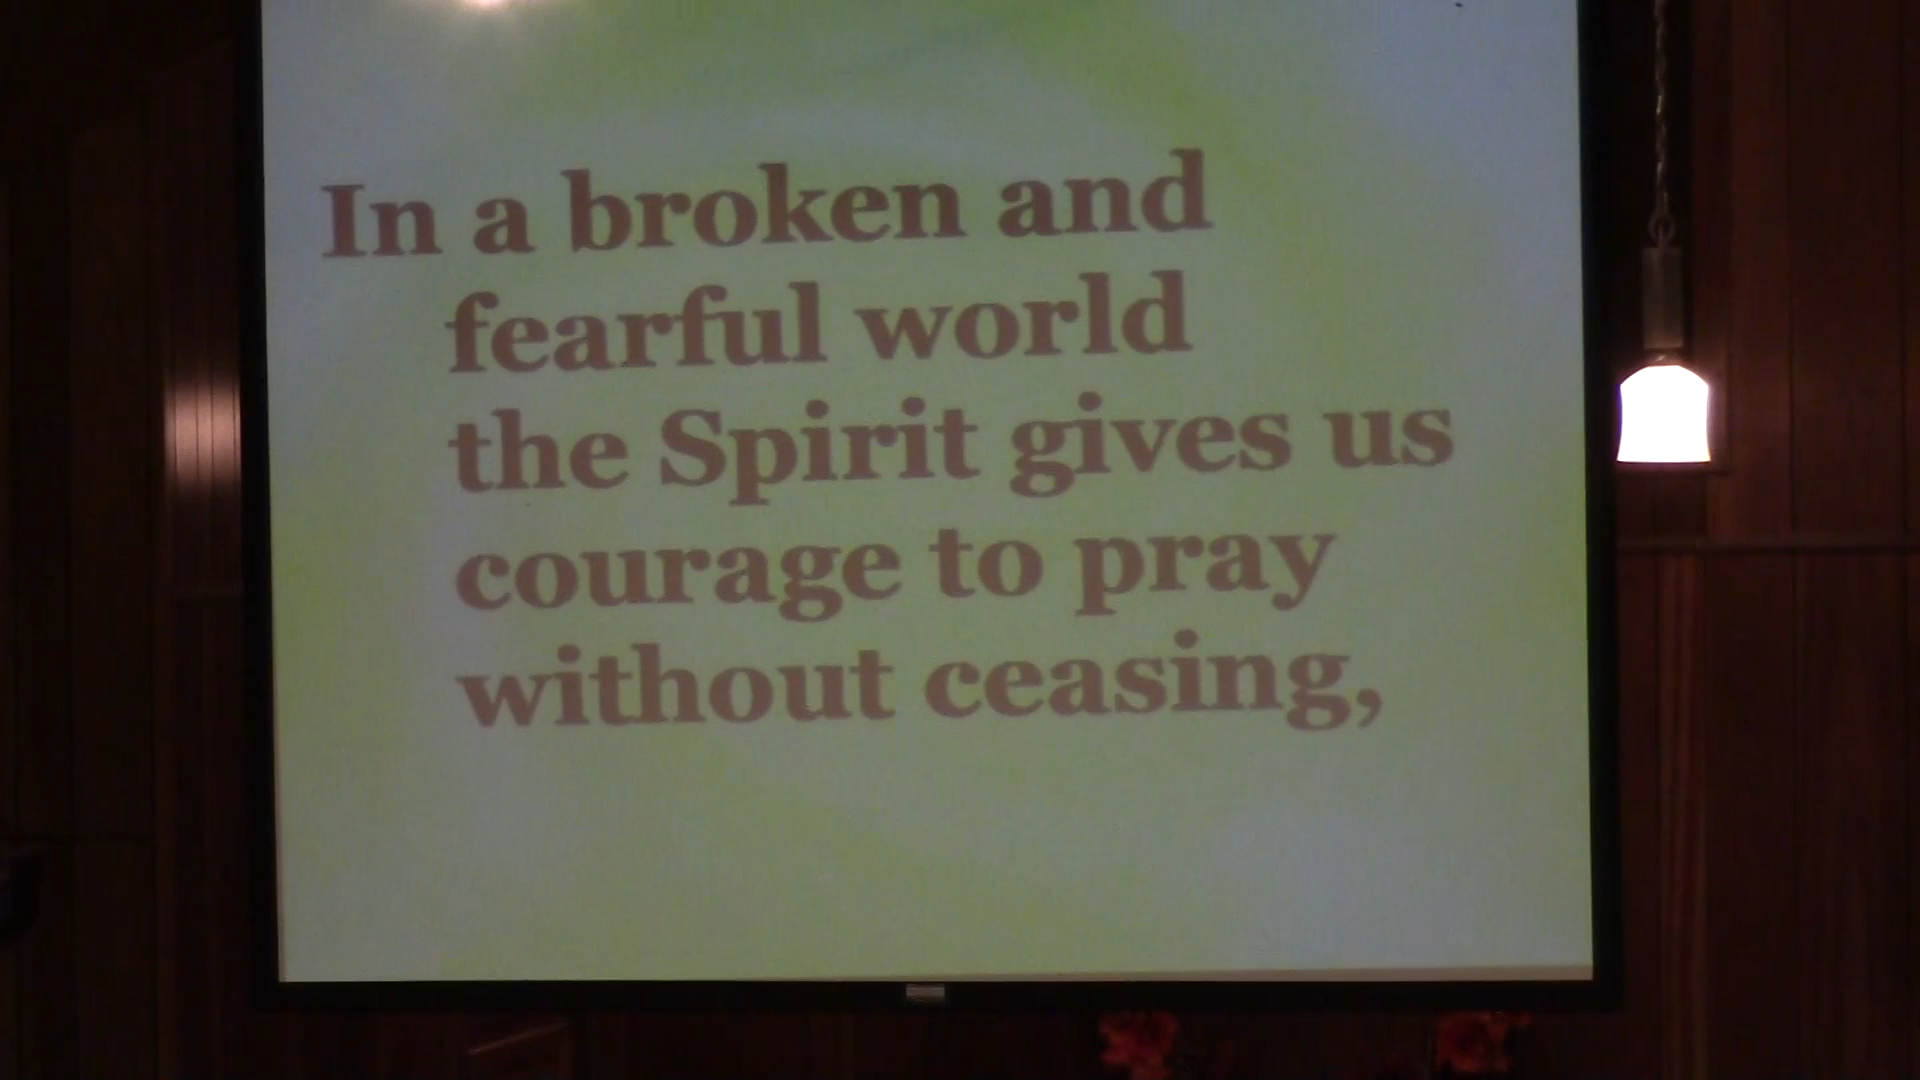 In a broken and
fearful world
the Spirit gives us
courage to pray
without ceasing,